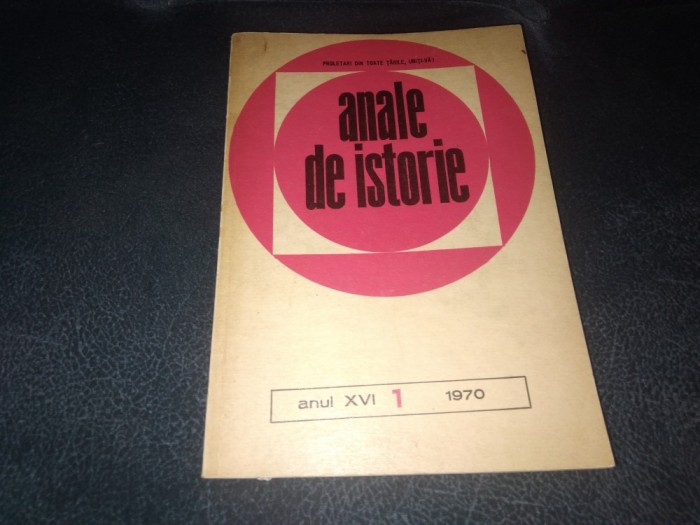 PROLETARI DIN TOATE ȚĂRILE, UNIȚI-VĂ!
anale
de istorie
anul XVI 1 1970